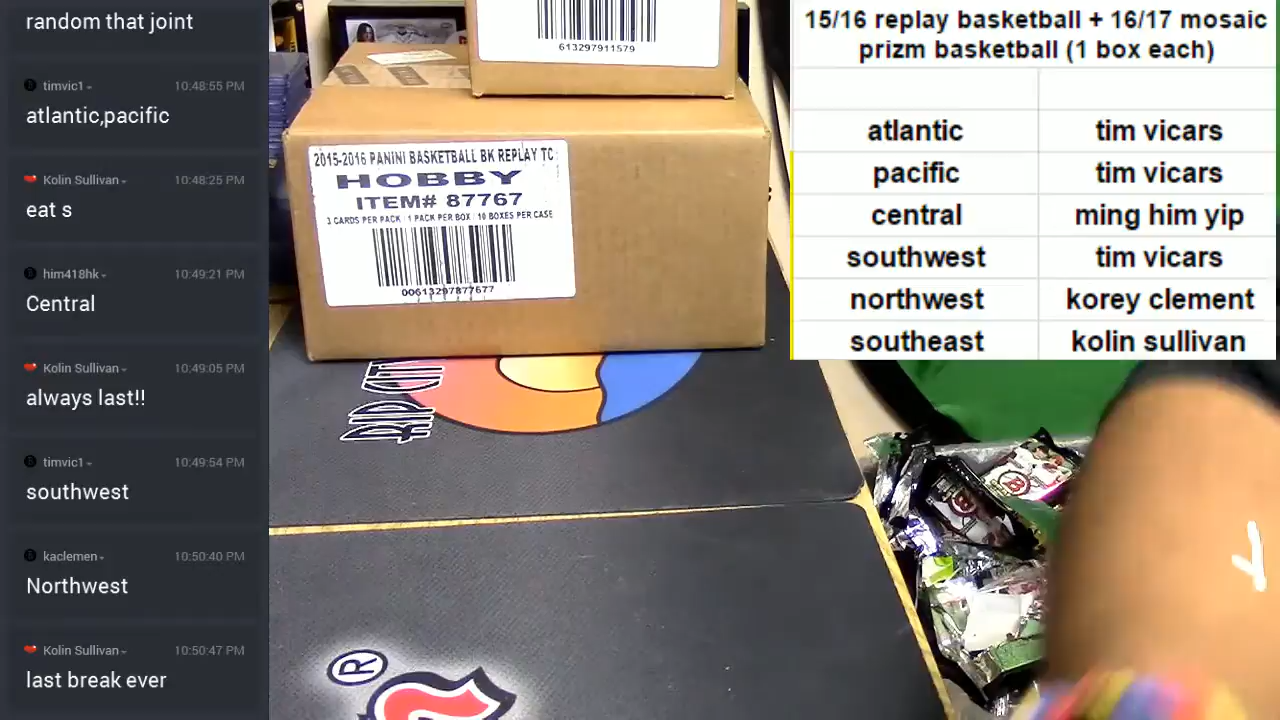 random that joint
timvic1
10:48:55 PM
atlantic,pacific
Kolin Sullivan
10:48:25 PM
eat s
him418hk
10:49:21 PM
Central
Kolin Sullivan
10:49:05 PM
always last!!
timvic1
10:49:54 PM
southwest
kaclemen
10:50:40 PM
Northwest
Kolin Sullivan
10:50:47 PM
last break ever
613297911579
2015-2016 PANINI BASKETBALL BK REPLAY TC
HOBBY
ITEM# 87767
3 CARDS PER PACK / 1 PACK PER BOX / 10 BOXES PER CASE
00613297877677
RIP CIT
®
15/16 replay basketball + 16/17 mosaic
prizm basketball (1 box each)
atlantic tim vicars
pacific tim vicars
central ming him yip
southwest tim vicars
northwest korey clement
southeast kolin sullivan